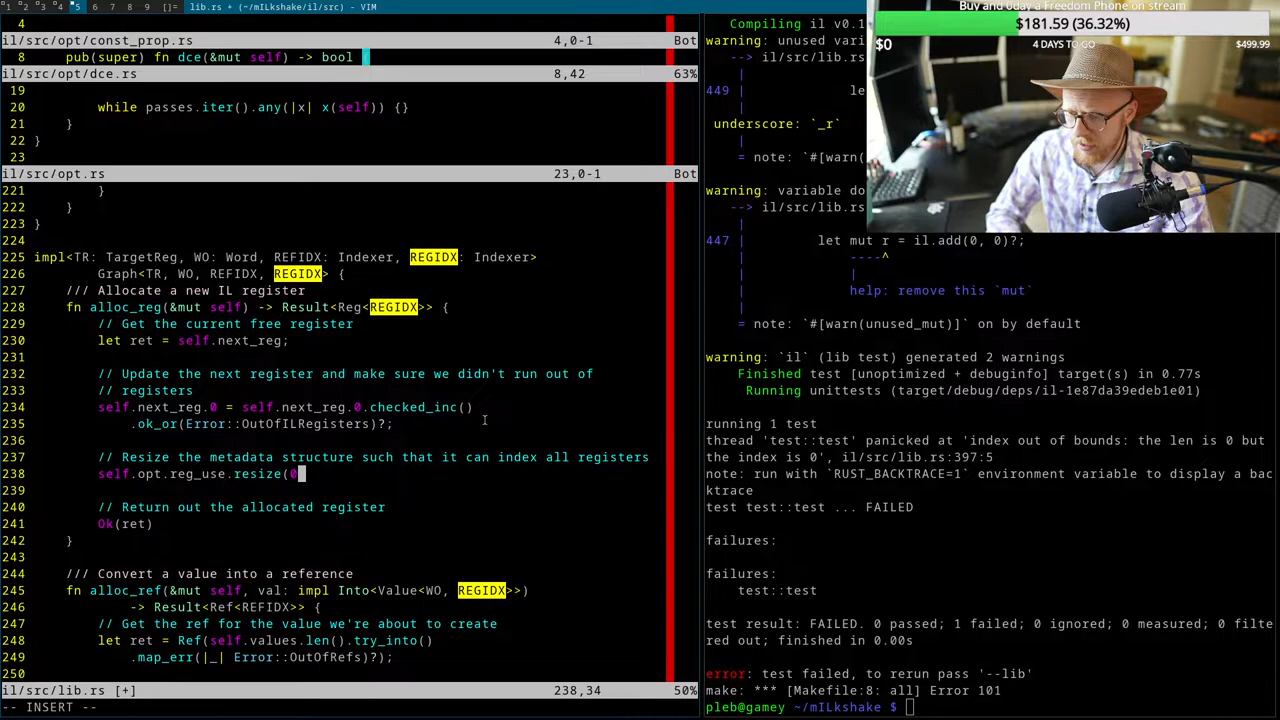 1 2 3 4 5 6 7 8 9 []= lib.rs + (~/mILkshake/il/src) - VIM
4
il/src/opt/const_prop.rs 4,0-1 Bot
8 pub(super) fn dce(&mut self) -> bool {
il/src/opt/dce.rs 8,42 63%
19
20 while passes.iter().any(|x| x(self)) {}
21 }
22 }
23
il/src/opt.rs 23,0-1 Bot
221 }
222 }
223 }
224
225 impl<TR: TargetReg, WO: Word, REFIDX: Indexer, REGIDX: Indexer>
226 Graph<TR, WO, REFIDX, REGIDX> {
227 /// Allocate a new IL register
228 fn alloc_reg(&mut self) -> Result<Reg<REGIDX>> {
229 // Get the current free register
230 let ret = self.next_reg;
231
232 // Update the next register and make sure we didn't run out of
233 // registers
234 self.next_reg.0 = self.next_reg.0.checked_inc()
235 .ok_or(Error::OutOfILRegisters)?;
236
237 // Resize the metadata structure such that it can index all registers
238 self.opt.reg_use.resize(0
239
240 // Return out the allocated register
241 Ok(ret)
242 }
243
244 /// Convert a value into a reference
245 fn alloc_ref(&mut self, val: impl Into<Value<WO, REGIDX>>)
246 -> Result<Ref<REFIDX>> {
247 // Get the ref for the value we're about to create
248 let ret = Ref(self.values.len().try_into()
249 .map_err(|_| Error::OutOfRefs)?);
250
il/src/lib.rs [+] 238,34 50%
-- INSERT --
Compiling il v0.1
warning: unused vari
--> il/src/lib.rs
|
449 | le
|
underscore: `_r`
= note: `#[warn(
warning: variable do
--> il/src/lib.rs
|
447 | let mut r = il.add(0, 0)?;
| ----^
| |
| help: remove this `mut`
|
= note: `#[warn(unused_mut)]` on by default
warning: `il` (lib test) generated 2 warnings
Finished test [unoptimized + debuginfo] target(s) in 0.77s
Running unittests (target/debug/deps/il-1e87da39edeb1e01)
running 1 test
thread 'test::test' panicked at 'index out of bounds: the len is 0 but
the index is 0', il/src/lib.rs:397:5
note: run with `RUST_BACKTRACE=1` environment variable to display a bac
ktrace
test test::test ... FAILED
failures:
failures:
test::test
test result: FAILED. 0 passed; 1 failed; 0 ignored; 0 measured; 0 filte
red out; finished in 0.00s
error: test failed, to rerun pass '--lib'
make: *** [Makefile:8: all] Error 101
pleb@gamey ~/mILkshake $
Buy and 0day a Freedom Phone on stream
$181.59 (36.32%)
$0 4 DAYS TO GO $499.99